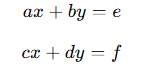 ax + by = e
cx + dy = f